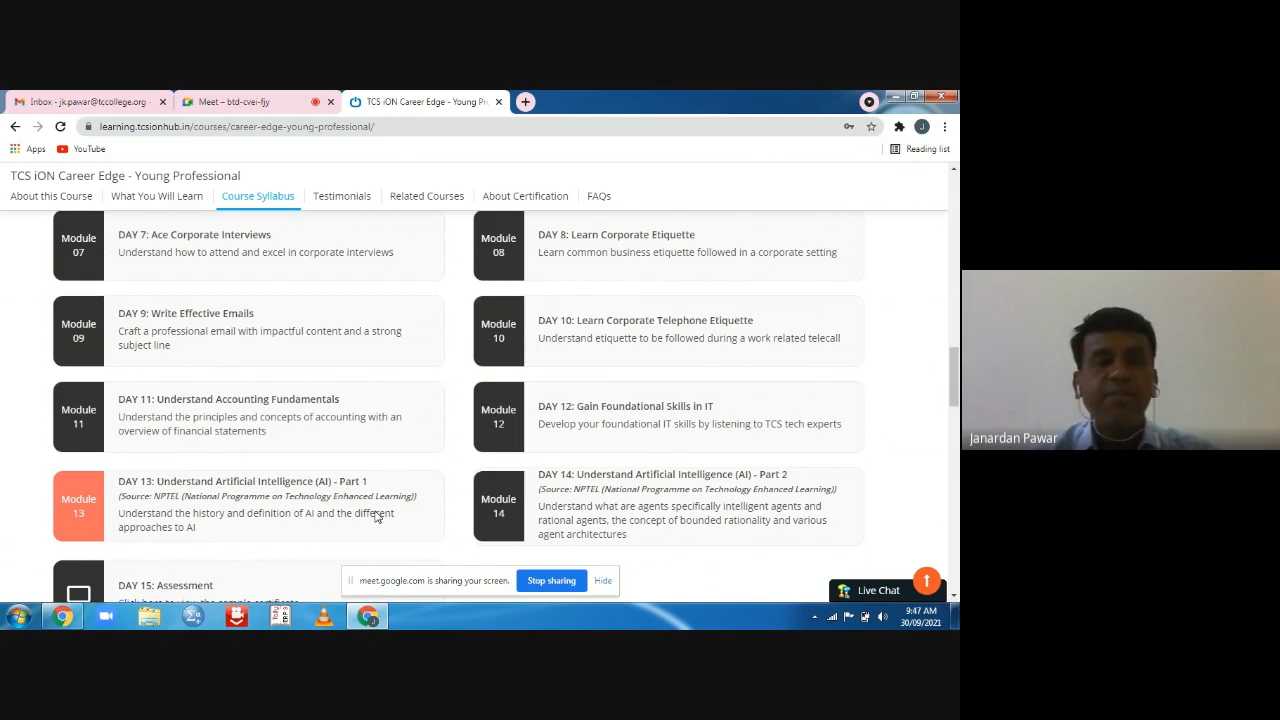 Inbox - jk.pawar@tccollege.org
Meet – btd-cvei-fjy
TCS iON Career Edge - Young Pr
learning.tcsionhub.in/courses/career-edge-young-professional/
J
Apps
YouTube
Reading list
TCS iON Career Edge - Young Professional
About this Course
What You Will Learn
Course Syllabus
Testimonials
Related Courses
About Certification
FAQs
Module
07
DAY 7: Ace Corporate Interviews
Understand how to attend and excel in corporate interviews
Module
08
DAY 8: Learn Corporate Etiquette
Learn common business etiquette followed in a corporate setting
Module
09
DAY 9: Write Effective Emails
Craft a professional email with impactful content and a strong
subject line
Module
10
DAY 10: Learn Corporate Telephone Etiquette
Understand etiquette to be followed during a work related telecall
Module
11
DAY 11: Understand Accounting Fundamentals
Understand the principles and concepts of accounting with an
overview of financial statements
Module
12
DAY 12: Gain Foundational Skills in IT
Develop your foundational IT skills by listening to TCS tech experts
Module
13
DAY 13: Understand Artificial Intelligence (AI) - Part 1
(Source: NPTEL (National Programme on Technology Enhanced Learning))
Understand the history and definition of AI and the different
approaches to AI
Module
14
DAY 14: Understand Artificial Intelligence (AI) - Part 2
(Source: NPTEL (National Programme on Technology Enhanced Learning))
Understand what are agents specifically intelligent agents and
rational agents, the concept of bounded rationality and various
agent architectures
DAY 15: Assessment
Click here to view the sample certificate
meet.google.com is sharing your screen.
Stop sharing
Hide
Live Chat
9:47 AM
30/09/2021
Janardan Pawar